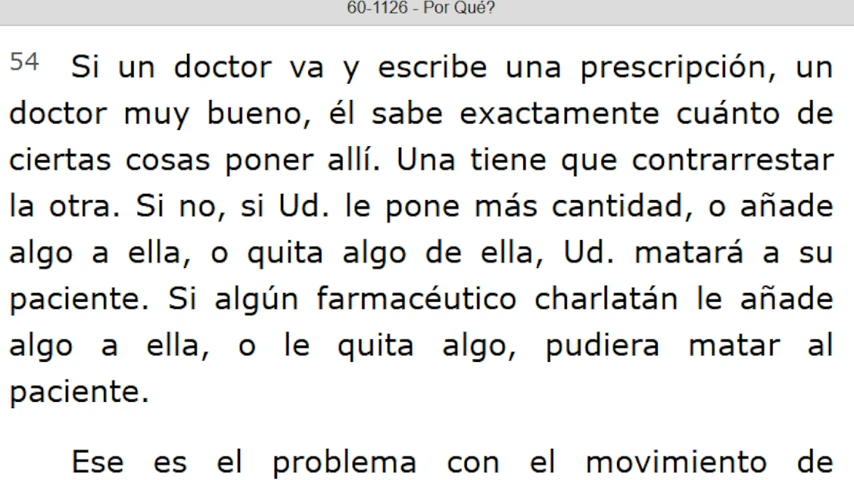 60-1126 - Por Qué?
54 Si un doctor va y escribe una prescripción, un
doctor muy bueno, él sabe exactamente cuánto de
ciertas cosas poner allí. Una tiene que contrarrestar
la otra. Si no, si Ud. le pone más cantidad, o añade
algo a ella, o quita algo de ella, Ud. matará a su
paciente. Si algún farmacéutico charlatán le añade
algo a ella, o le quita algo, pudiera matar al
paciente.
Ese es el problema con el movimiento de